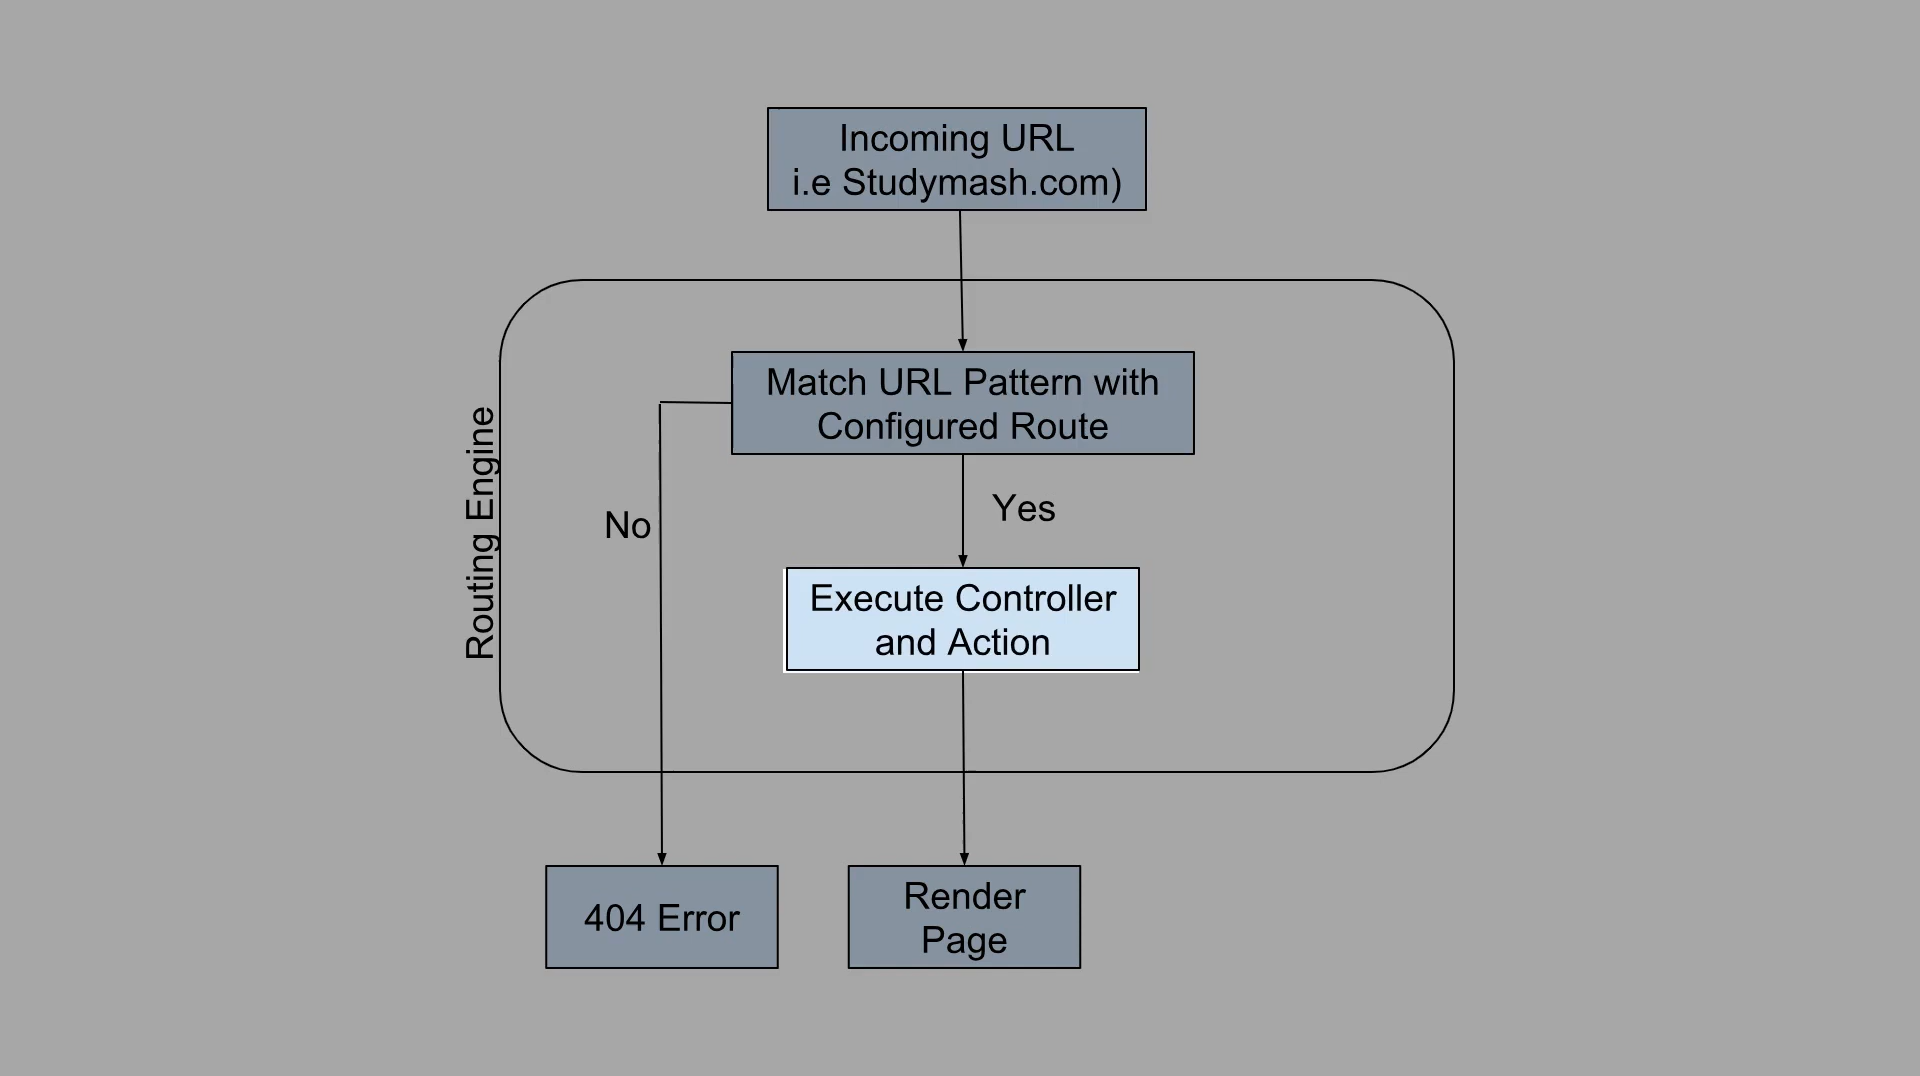 Incoming URL
i.e Studymash.com)
Routing Engine
Match URL Pattern with
Configured Route
No
Yes
Execute Controller
and Action
404 Error
Render
Page